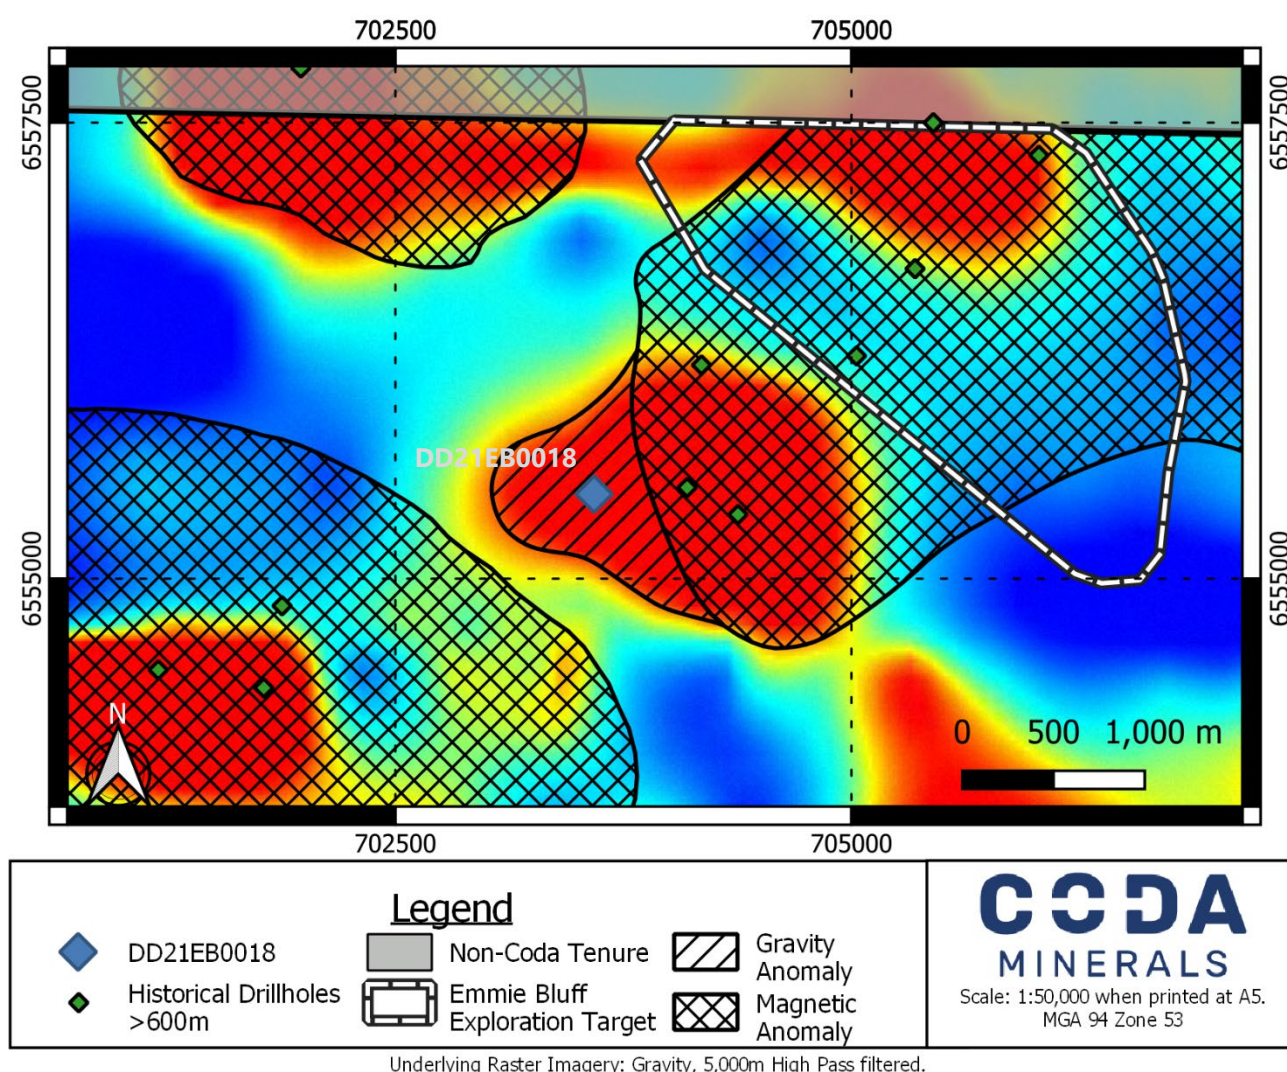 702500
705000
6557500
6557500
DD21EB0018
6555000
6555000
N
0 500 1,000 m
702500
705000
Legend
DD21EB0018
Historical Drillholes
>600m
Non-Coda Tenure
Emmie Bluff
Exploration Target
Gravity
Anomaly
Magnetic
Anomaly
CODA
MINERALS
Scale: 1:50,000 when printed at A5.
MGA 94 Zone 53
Underlying Raster Imagery: Gravity, 5,000m High Pass filtered.